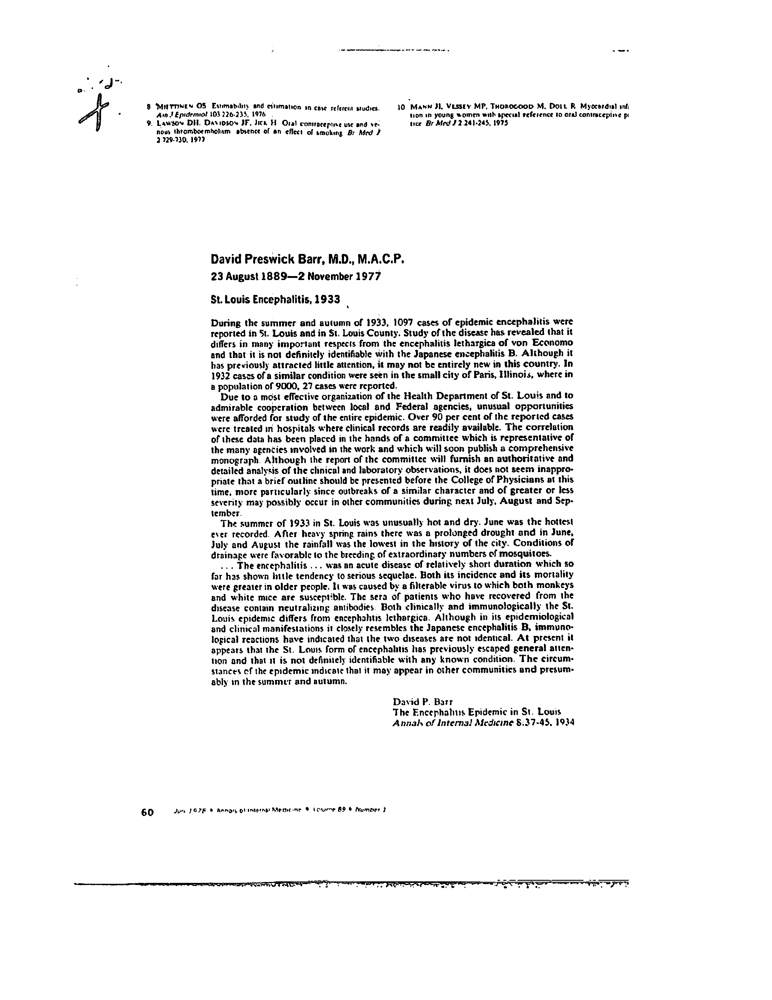 8 MIETTINEN OS Estimability and estimation in case referent studies.
Am J Epidemiol 103 226-235, 1976
9. LAWSON DH, DAVIDSON JF, JICK H Oral contraceptive use and ve-
nous thromboembolism absence of an effect of smoking Br Med J
2 729-730, 1977
10 MANN JI, VESSEY MP, THOROGOOD M, DOLL R Myocardial inf
tion in young women with special reference to oral contraceptive p
tice Br Med J 2 241-245, 1975
David Preswick Barr, M.D., M.A.C.P.
23 August 1889—2 November 1977
St. Louis Encephalitis, 1933
During the summer and autumn of 1933, 1097 cases of epidemic encephalitis were
reported in St. Louis and in St. Louis County. Study of the disease has revealed that it
differs in many important respects from the encephalitis lethargica of von Economo
and that it is not definitely identifiable with the Japanese encephalitis B. Although it
has previously attracted little attention, it may not be entirely new in this country. In
1932 cases of a similar condition were seen in the small city of Paris, Illinois, where in
a population of 9000, 27 cases were reported.
Due to a most effective organization of the Health Department of St. Louis and to
admirable cooperation between local and Federal agencies, unusual opportunities
were afforded for study of the entire epidemic. Over 90 per cent of the reported cases
were treated in hospitals where clinical records are readily available. The correlation
of these data has been placed in the hands of a committee which is representative of
the many agencies involved in the work and which will soon publish a comprehensive
monograph. Although the report of the committee will furnish an authoritative and
detailed analysis of the clinical and laboratory observations, it does not seem inappro-
priate that a brief outline should be presented before the College of Physicians at this
time, more particularly since outbreaks of a similar character and of greater or less
severity may possibly occur in other communities during next July, August and Sep-
tember.
The summer of 1933 in St. Louis was unusually hot and dry. June was the hottest
ever recorded. After heavy spring rains there was a prolonged drought and in June,
July and August the rainfall was the lowest in the history of the city. Conditions of
drainage were favorable to the breeding of extraordinary numbers of mosquitoes.
... The encephalitis ... was an acute disease of relatively short duration which so
far has shown little tendency to serious sequelae. Both its incidence and its mortality
were greater in older people. It was caused by a filterable virus to which both monkeys
and white mice are susceptible. The sera of patients who have recovered from the
disease contain neutralizing antibodies. Both clinically and immunologically the St.
Louis epidemic differs from encephalitis lethargica. Although in its epidemiological
and clinical manifestations it closely resembles the Japanese encephalitis B, immuno-
logical reactions have indicated that the two diseases are not identical. At present it
appears that the St. Louis form of encephalitis has previously escaped general atten-
tion and that it is not definitely identifiable with any known condition. The circum-
stances of the epidemic indicate that it may appear in other communities and presum-
ably in the summer and autumn.
David P. Barr
The Encephalitis Epidemic in St. Louis
Annals of Internal Medicine 8.37-45, 1934
60 July 1978 • Annals of Internal Medicine • Volume 89 • Number 1